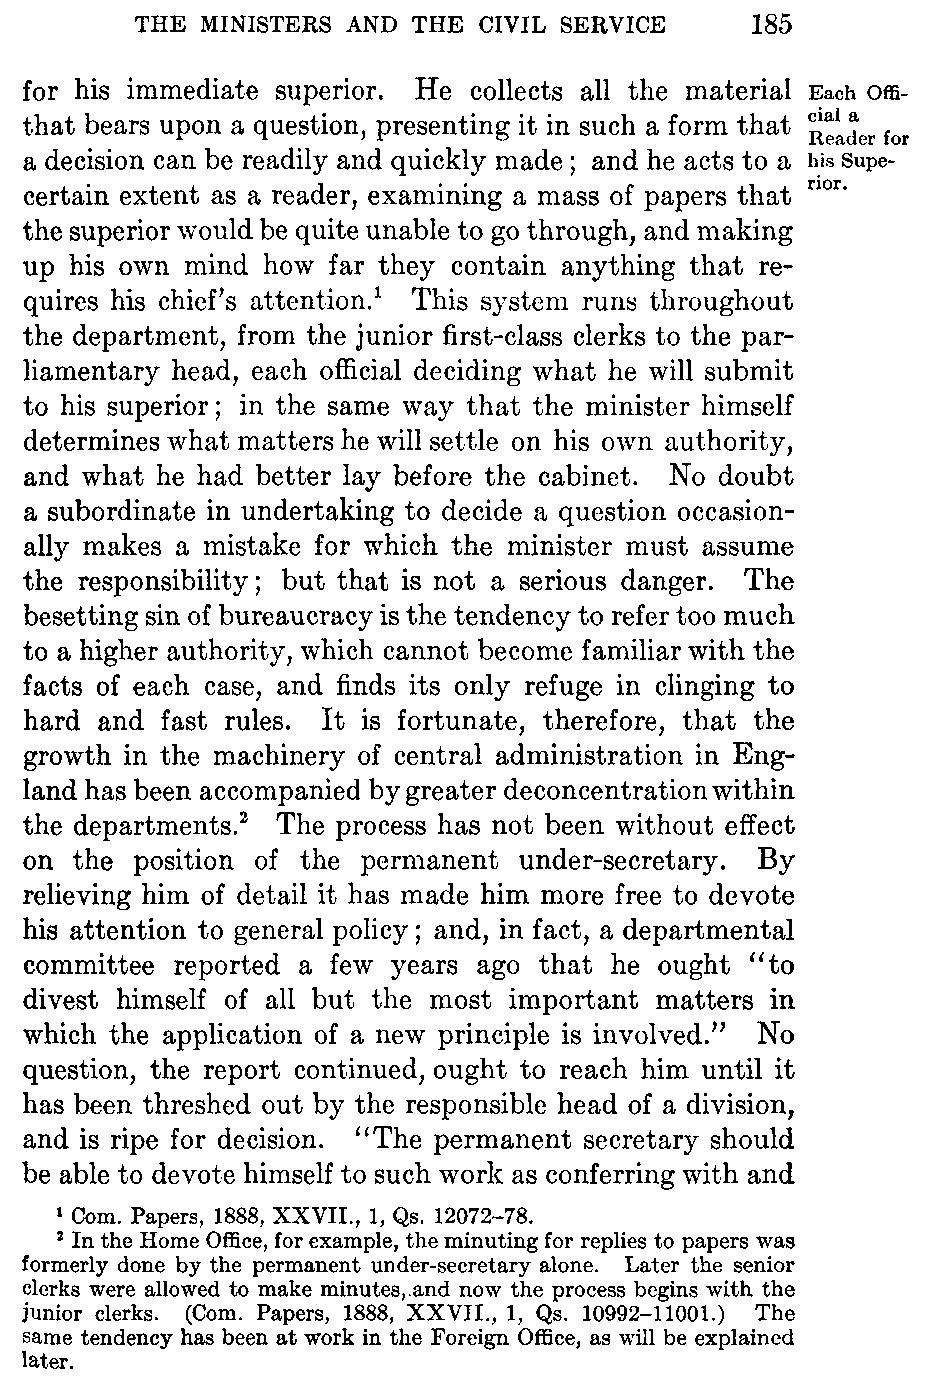 THE MINISTERS AND THE CIVIL SERVICE 185
for his immediate superior. He collects all the material
that bears upon a question, presenting it in such a form that
a decision can be readily and quickly made; and he acts to a
certain extent as a reader, examining a mass of papers that
the superior would be quite unable to go through, and making
up his own mind how far they contain anything that re-
quires his chief's attention.¹ This system runs throughout
the department, from the junior first-class clerks to the par-
liamentary head, each official deciding what he will submit
to his superior; in the same way that the minister himself
determines what matters he will settle on his own authority,
and what he had better lay before the cabinet. No doubt
a subordinate in undertaking to decide a question occasion-
ally makes a mistake for which the minister must assume
the responsibility; but that is not a serious danger. The
besetting sin of bureaucracy is the tendency to refer too much
to a higher authority, which cannot become familiar with the
facts of each case, and finds its only refuge in clinging to
hard and fast rules. It is fortunate, therefore, that the
growth in the machinery of central administration in Eng-
land has been accompanied by greater deconcentration within
the departments.² The process has not been without effect
on the position of the permanent under-secretary. By
relieving him of detail it has made him more free to devote
his attention to general policy; and, in fact, a departmental
committee reported a few years ago that he ought "to
divest himself of all but the most important matters in
which the application of a new principle is involved." No
question, the report continued, ought to reach him until it
has been threshed out by the responsible head of a division,
and is ripe for decision. "The permanent secretary should
be able to devote himself to such work as conferring with and
Each Offi-
cial a
Reader for
his Supe-
rior.
¹ Com. Papers, 1888, XXVII., 1, Qs. 12072–78.
² In the Home Office, for example, the minuting for replies to papers was
formerly done by the permanent under-secretary alone. Later the senior
clerks were allowed to make minutes, and now the process begins with the
junior clerks. (Com. Papers, 1888, XXVII., 1, Qs. 10992–11001.) The
same tendency has been at work in the Foreign Office, as will be explained
later.